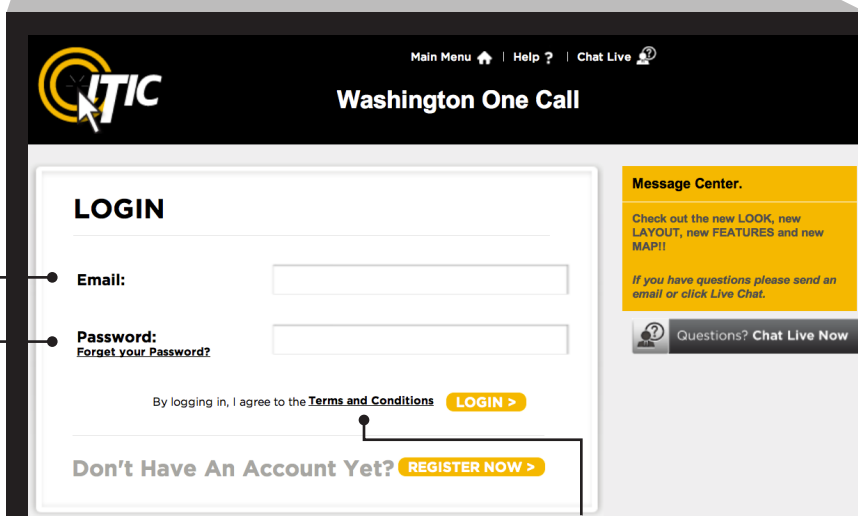 Main Menu | Help ? | Chat Live
ITIC
Washington One Call
LOGIN
Email:
Password:
Forget your Password?
By logging in, I agree to the Terms and Conditions LOGIN >
Don't Have An Account Yet? REGISTER NOW >
Message Center.
Check out the new LOOK, new
LAYOUT, new FEATURES and new
MAP!!
If you have questions please send an
email or click Live Chat.
Questions? Chat Live Now